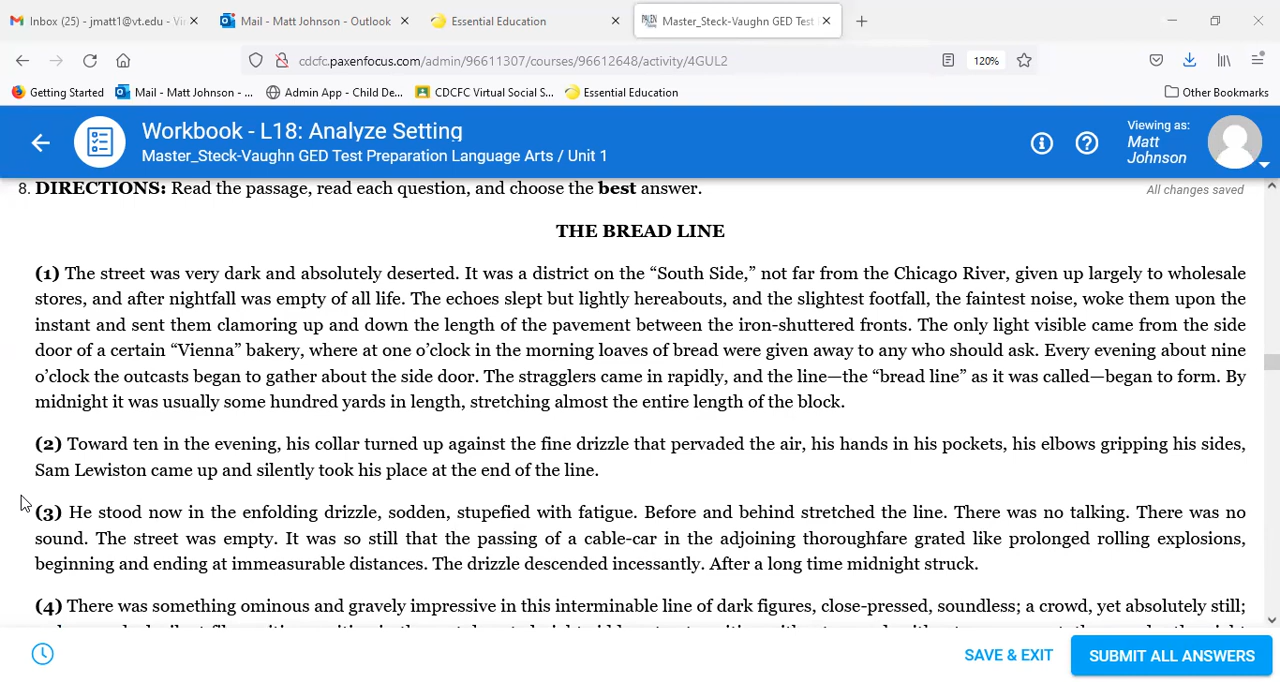 Inbox (25) - jmatt1@vt.edu - Vi
Mail - Matt Johnson - Outlook
Essential Education
Master_Steck-Vaughn GED Test
cdcfc.paxenfocus.com/admin/96611307/courses/96612648/activity/4GUL2
120%
Getting Started
Mail - Matt Johnson - ...
Admin App - Child De...
CDCFC Virtual Social S...
Essential Education
Other Bookmarks
Workbook - L18: Analyze Setting
Master_Steck-Vaughn GED Test Preparation Language Arts / Unit 1
Viewing as:
Matt
Johnson
8. DIRECTIONS: Read the passage, read each question, and choose the best answer.
All changes saved
THE BREAD LINE
(1) The street was very dark and absolutely deserted. It was a district on the “South Side,” not far from the Chicago River, given up largely to wholesale
stores, and after nightfall was empty of all life. The echoes slept but lightly hereabouts, and the slightest footfall, the faintest noise, woke them upon the
instant and sent them clamoring up and down the length of the pavement between the iron-shuttered fronts. The only light visible came from the side
door of a certain “Vienna” bakery, where at one o’clock in the morning loaves of bread were given away to any who should ask. Every evening about nine
o’clock the outcasts began to gather about the side door. The stragglers came in rapidly, and the line—the “bread line” as it was called—began to form. By
midnight it was usually some hundred yards in length, stretching almost the entire length of the block.
(2) Toward ten in the evening, his collar turned up against the fine drizzle that pervaded the air, his hands in his pockets, his elbows gripping his sides,
Sam Lewiston came up and silently took his place at the end of the line.
(3) He stood now in the enfolding drizzle, sodden, stupefied with fatigue. Before and behind stretched the line. There was no talking. There was no
sound. The street was empty. It was so still that the passing of a cable-car in the adjoining thoroughfare grated like prolonged rolling explosions,
beginning and ending at immeasurable distances. The drizzle descended incessantly. After a long time midnight struck.
(4) There was something ominous and gravely impressive in this interminable line of dark figures, close-pressed, soundless; a crowd, yet absolutely still;
SAVE & EXIT
SUBMIT ALL ANSWERS